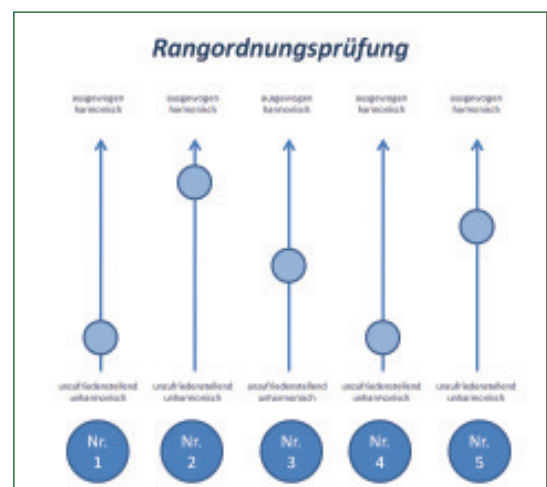 Rangordnungsprüfung
ausgewogen ausgewogen ausgewogen ausgewogen ausgewogen
harmonisch harmonisch harmonisch harmonisch harmonisch
unzufriedenstellend unzufriedenstellend unzufriedenstellend unzufriedenstellend unzufriedenstellend
unharmonisch unharmonisch unharmonisch unharmonisch unharmonisch
Nr. Nr. Nr. Nr. Nr.
1 2 3 4 5